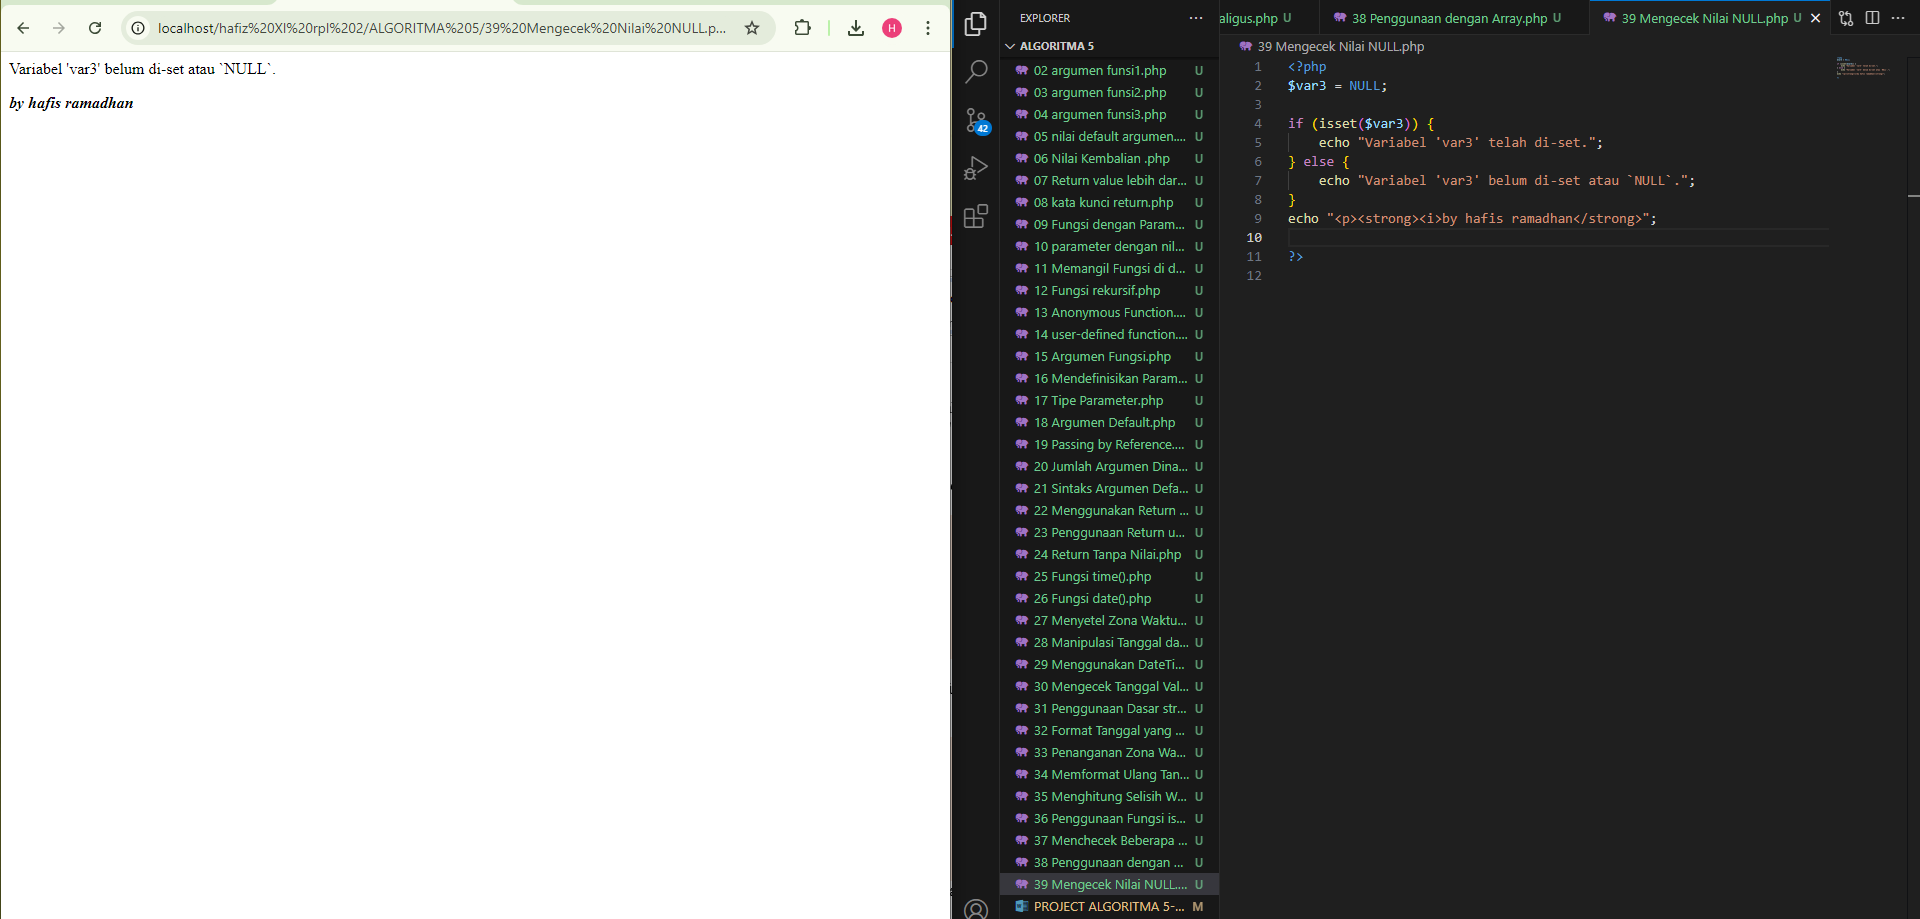 localhost/hafiz%20XI%20rpl%202/ALGORITMA%205/39%20Mengecek%20Nilai%20NULL.p...
H
Variabel 'var3' belum di-set atau `NULL`.
by hafis ramadhan
42
EXPLORER
ALGORITMA 5
02 argumen funsi1.php U
03 argumen funsi2.php U
04 argumen funsi3.php U
05 nilai default argumen.... U
06 Nilai Kembalian .php U
07 Return value lebih dar... U
08 kata kunci return.php U
09 Fungsi dengan Param... U
10 parameter dengan nil... U
11 Memangil Fungsi di d... U
12 Fungsi rekursif.php U
13 Anonymous Function.... U
14 user-defined function.... U
15 Argumen Fungsi.php U
16 Mendefinisikan Param... U
17 Tipe Parameter.php U
18 Argumen Default.php U
19 Passing by Reference.... U
20 Jumlah Argumen Dina... U
21 Sintaks Argumen Defa... U
22 Menggunakan Return ... U
23 Penggunaan Return u... U
24 Return Tanpa Nilai.php U
25 Fungsi time().php U
26 Fungsi date().php U
27 Menyetel Zona Waktu... U
28 Manipulasi Tanggal da... U
29 Menggunakan DateTi... U
30 Mengecek Tanggal Val... U
31 Penggunaan Dasar str... U
32 Format Tanggal yang ... U
33 Penanganan Zona Wa... U
34 Memformat Ulang Tan... U
35 Menghitung Selisih W... U
36 Penggunaan Fungsi is... U
37 Menchecek Beberapa ... U
38 Penggunaan dengan ... U
39 Mengecek Nilai NULL.... U
PROJECT ALGORITMA 5-... M
aligus.php U
38 Penggunaan dengan Array.php U
39 Mengecek Nilai NULL.php U
39 Mengecek Nilai NULL.php
1 <?php
2 $var3 = NULL;
3
4 if (isset($var3)) {
5 echo "Variabel 'var3' telah di-set.";
6 } else {
7 echo "Variabel 'var3' belum di-set atau `NULL`.";
8 }
9 echo "<p><strong><i>by hafis ramadhan</strong>";
10
11 ?>
12